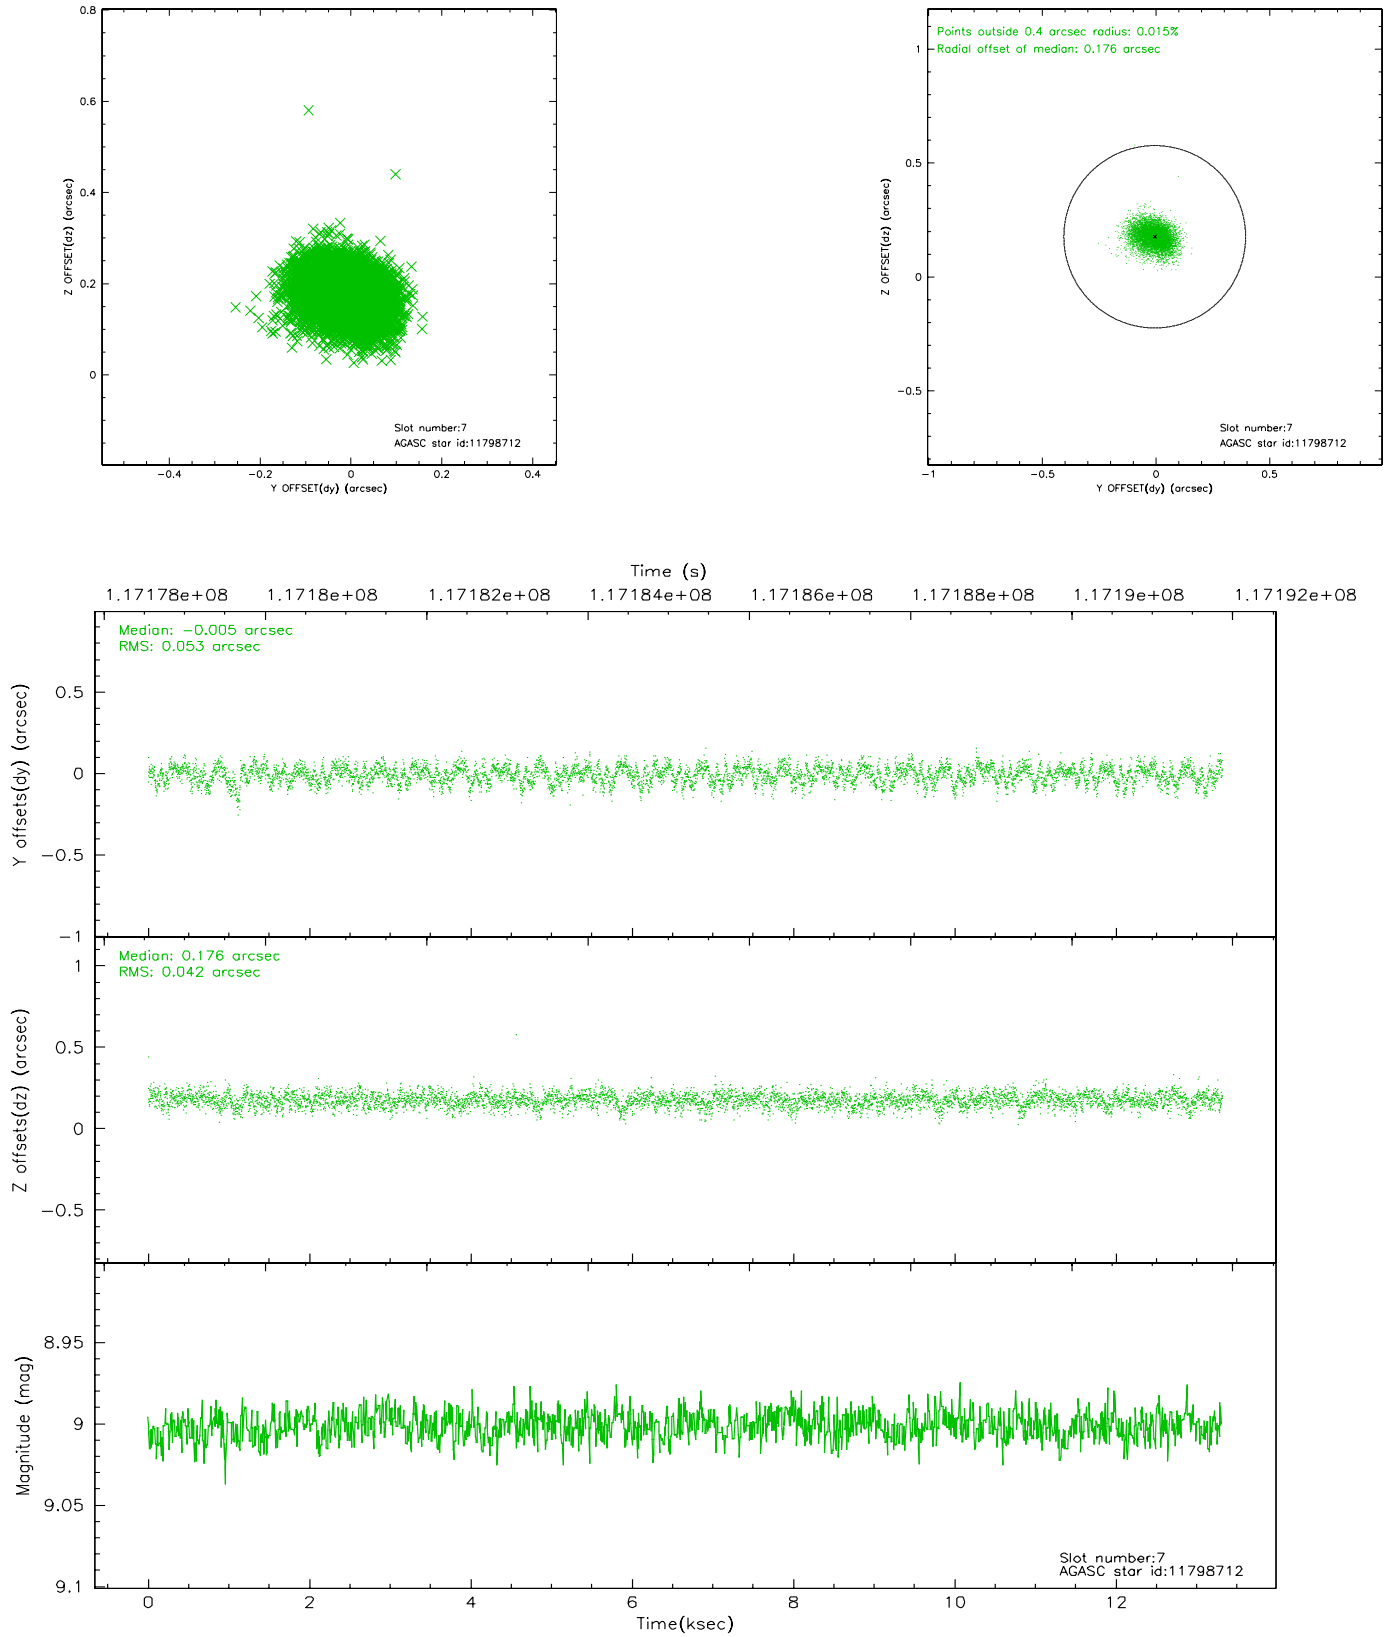 0.8
0.6
0.4
0.2
0
Z OFFSET(dz) (arcsec)
Slot number:7
AGASC star id:11798712
−0.4 −0.2 0 0.2 0.4
Y OFFSET(dy) (arcsec)
Points outside 0.4 arcsec radius: 0.015%
Radial offset of median: 0.176 arcsec
1
0.5
0
−0.5
Z OFFSET(dz) (arcsec)
Slot number:7
AGASC star id:11798712
−1 −0.5 0 0.5
Y OFFSET(dy) (arcsec)
Time (s)
1.17178e+08 1.1718e+08 1.17182e+08 1.17184e+08 1.17186e+08 1.17188e+08 1.1719e+08 1.17192e+08
Median: −0.005 arcsec
RMS: 0.053 arcsec
0.5
0
−0.5
−1
Y offsets(dy) (arcsec)
Median: 0.176 arcsec
RMS: 0.042 arcsec
1
0.5
0
−0.5
Z offsets(dz) (arcsec)
8.95
9
9.05
9.1
Magnitude (mag)
Slot number:7
AGASC star id:11798712
0 2 4 6 8 10 12
Time(ksec)